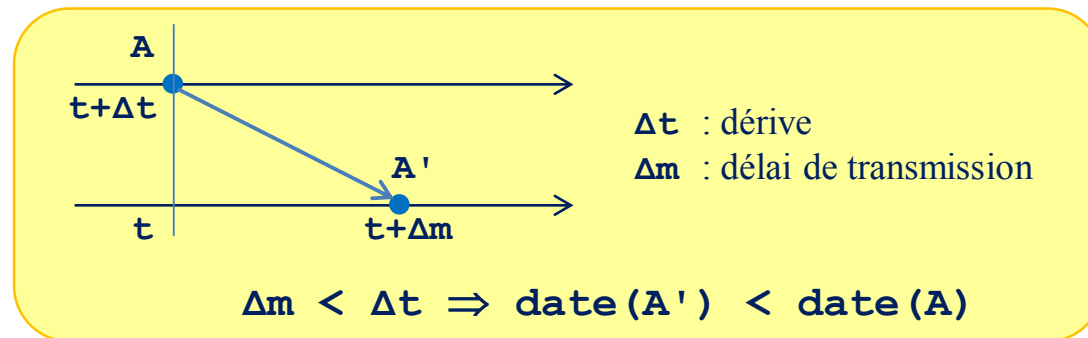 A
t+Δt
Δt : dérive
Δm : délai de transmission
A'
t
t+Δm
Δm < Δt ⇒ date(A') < date(A)